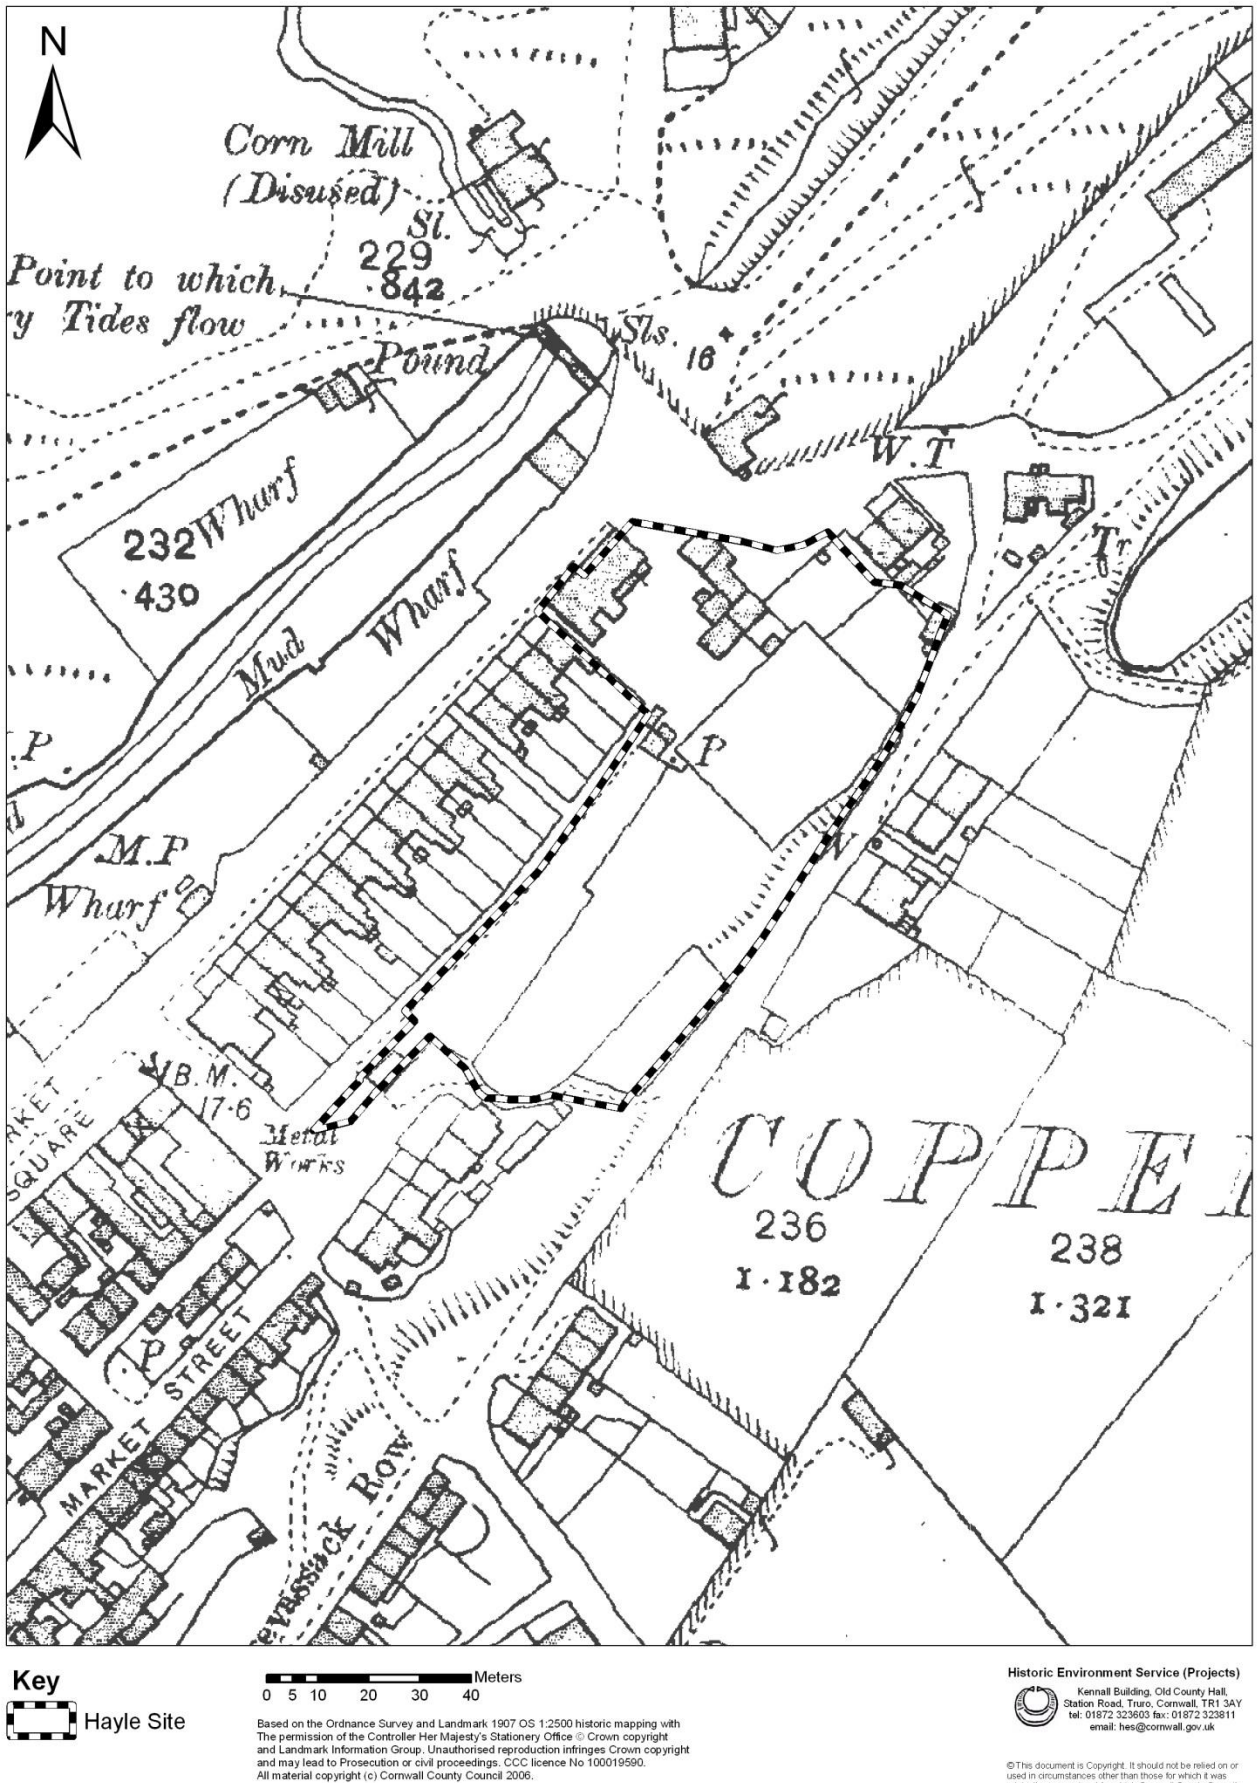 N
Corn Mill
(Disused)
Sl.
229
.842
Point to which
ry Tides flow
Pound
Sls.
16
W.T
Wharf
232
.430
Tr
Wharf
Mud
.P
P
M.P
Wharf
W
B.M.
17.6
SQUARE
Metal
Works
COPPE
236
1.182
238
1.321
P
MARKET STREET
Row
Key
Hayle Site
Meters
0 5 10 20 30 40
Based on the Ordnance Survey and Landmark 1907 OS 1:2500 historic mapping with
The permission of the Controller Her Majesty's Stationery Office © Crown copyright
and Landmark Information Group. Unauthorised reproduction infringes Crown copyright
and may lead to Prosecution or civil proceedings. CCC licence No 100019590.
All material copyright (c) Cornwall County Council 2006.
Historic Environment Service (Projects)
Kennall Building, Old County Hall,
Station Road, Truro, Cornwall, TR1 3AY
tel: 01872 323603 fax: 01872 323811
email: hes@cornwall.gov.uk
©This document is Copyright. It should not be relied on or
used in circumstances other than those for which it was